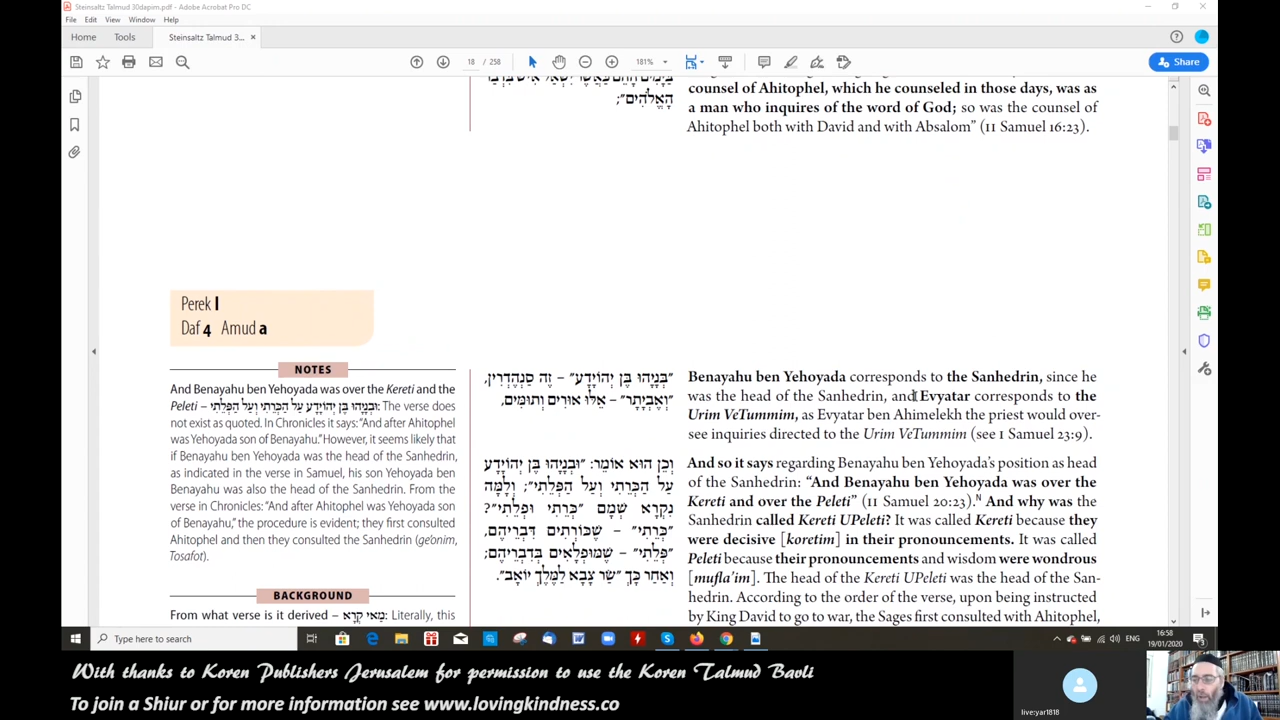 Steinsaltz Talmud 30dapim.pdf - Adobe Acrobat Pro DC
File Edit View Window Help
Home Tools Steinsaltz Talmud 3... ×
18 / 258 181% Share
counsel of Ahitophel, which he counseled in those days, was as
הָאֱלֹהִים״;
a man who inquires of the word of God; so was the counsel of
Ahitophel both with David and with Absalom” (II Samuel 16:23).
Perek I
Daf 4 Amud a
NOTES
And Benayahu ben Yehoyada was over the Kereti and the
Peleti – וּבְנָיָהוּ בֶּן יְהוֹיָדָע עַל הַכְּרֵתִי וְעַל הַפְּלֵתִי: The verse does
not exist as quoted. In Chronicles it says: “And after Ahitophel
was Yehoyada son of Benayahu.” However, it seems likely that
if Benayahu ben Yehoyada was the head of the Sanhedrin,
as indicated in the verse in Samuel, his son Yehoyada ben
Benayahu was also the head of the Sanhedrin. From the
verse in Chronicles: “And after Ahitophel was Yehoyada son
of Benayahu,” the procedure is evident; they first consulted
Ahitophel and then they consulted the Sanhedrin (ge’onim,
Tosafot).
BACKGROUND
From what verse is it derived – מַאי קְרָא: Literally, this
״בְּנָיָהוּ בֶּן יְהוֹיָדָע״ – זֶה סַנְהֶדְרִין,
״וְאֶבְיָתָר״ – אֵלּוּ אוּרִים וְתוּמִּים,
וְכֵן הוּא אוֹמֵר: ״וּבְנָיָהוּ בֶּן יְהוֹיָדָע
עַל הַכְּרֵתִי וְעַל הַפְּלֵתִי״; וְלָמָּה
נִקְרָא שְׁמָם ״כְּרֵתִי וּפְלֵתִי״?
״כְּרֵתִי״ – שֶׁכּוֹרְתִים דִּבְרֵיהֶם,
״פְּלֵתִי״ – שֶׁמּוּפְלָאִים בְּדִבְרֵיהֶם;
וְאַחַר כָּךְ ״שַׂר צָבָא לַמֶּלֶךְ יוֹאָב״.
Benayahu ben Yehoyada corresponds to the Sanhedrin, since he
was the head of the Sanhedrin, and Evyatar corresponds to the
Urim VeTummim, as Evyatar ben Ahimelekh the priest would over-
see inquiries directed to the Urim VeTummim (see I Samuel 23:9).
And so it says regarding Benayahu ben Yehoyada’s position as head
of the Sanhedrin: “And Benayahu ben Yehoyada was over the
Kereti and over the Peleti” (II Samuel 20:23).N And why was the
Sanhedrin called Kereti UPeleti? It was called Kereti because they
were decisive [koretim] in their pronouncements. It was called
Peleti because their pronouncements and wisdom were wondrous
[mufla’im]. The head of the Kereti UPeleti was the head of the San-
hedrin. According to the order of the verse, upon being instructed
by King David to go to war, the Sages first consulted with Ahitophel,
Type here to search
ENG 16:58 19/01/2020
With thanks to Koren Publishers Jerusalem for permission to use the Koren Talmud Bavli
To join a Shiur or for more information see www.lovingkindness.co
live:yar1818